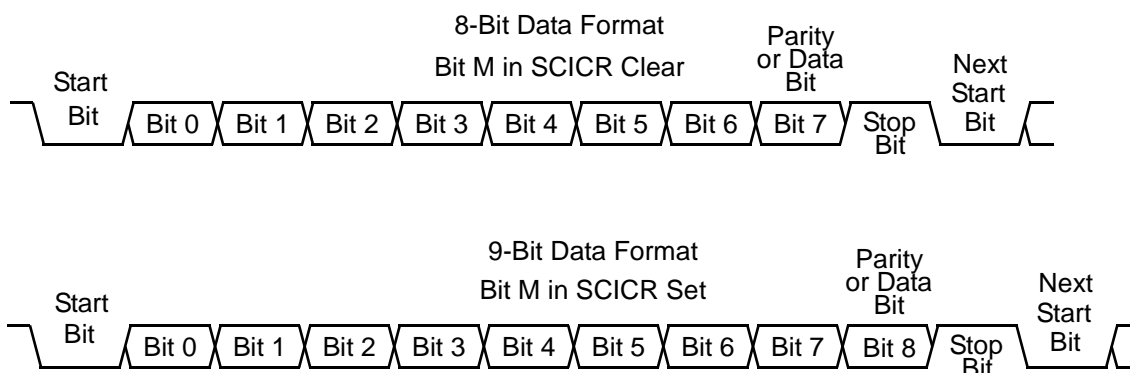 8-Bit Data Format
Bit M in SCICR Clear
Parity
or Data
Bit
Start
Bit
Next
Start
Bit
Bit 0 Bit 1 Bit 2 Bit 3 Bit 4 Bit 5 Bit 6 Bit 7
Stop
Bit
9-Bit Data Format
Bit M in SCICR Set
Parity
or Data
Bit
Start
Bit
Next
Start
Bit
Bit 0 Bit 1 Bit 2 Bit 3 Bit 4 Bit 5 Bit 6 Bit 7 Bit 8
Stop
Bit